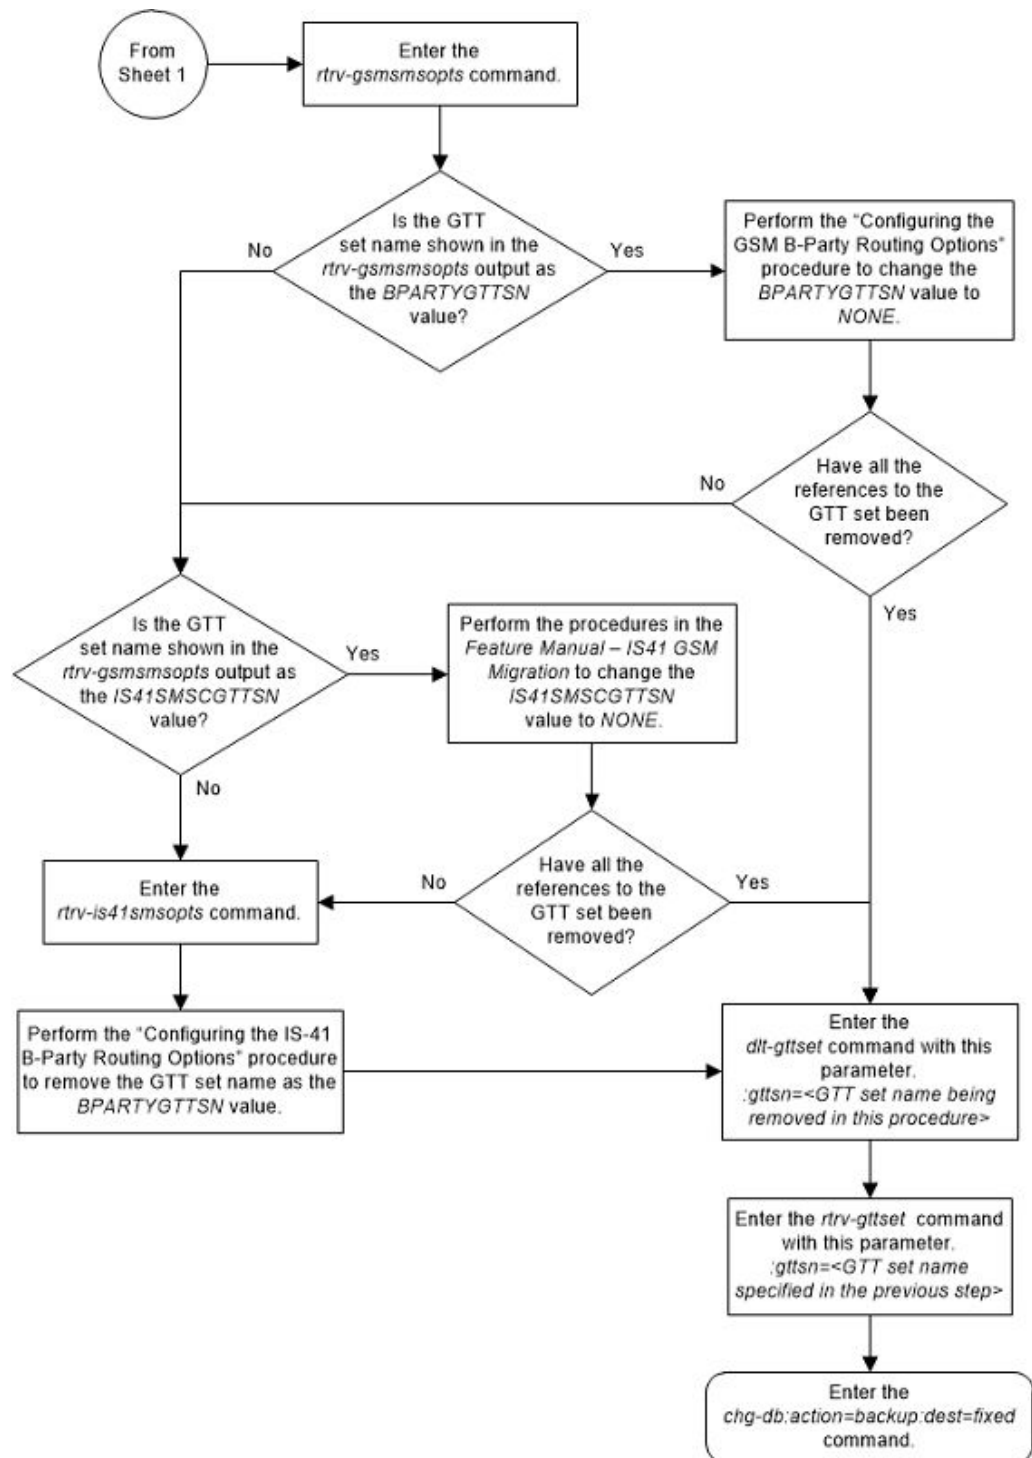 From
Sheet 1
Enter the
rtrv-gsmsmsopts command.
Is the GTT
set name shown in the
rtrv-gsmsmsopts output as
the BPARTYGTTSN
value?
No
Yes
Perform the “Configuring the
GSM B-Party Routing Options”
procedure to change the
BPARTYGTTSN value to
NONE.
Have all the
references to the
GTT set been
removed?
No
Yes
Is the GTT
set name shown in the
rtrv-gsmsmsopts output as
the IS41SMSCGTTSN
value?
Yes
No
Perform the procedures in the
Feature Manual – IS41 GSM
Migration to change the
IS41SMSCGTTSN
value to NONE.
Have all the
references to the
GTT set been
removed?
No
Yes
Enter the
rtrv-is41smsopts command.
Perform the “Configuring the IS-41
B-Party Routing Options” procedure
to remove the GTT set name as the
BPARTYGTTSN value.
Enter the
dlt-gttset command with this
parameter.
:gttsn=<GTT set name being
removed in this procedure>
Enter the rtrv-gttset command
with this parameter.
:gttsn=<GTT set name
specified in the previous step>
Enter the
chg-db:action=backup:dest=fixed
command.